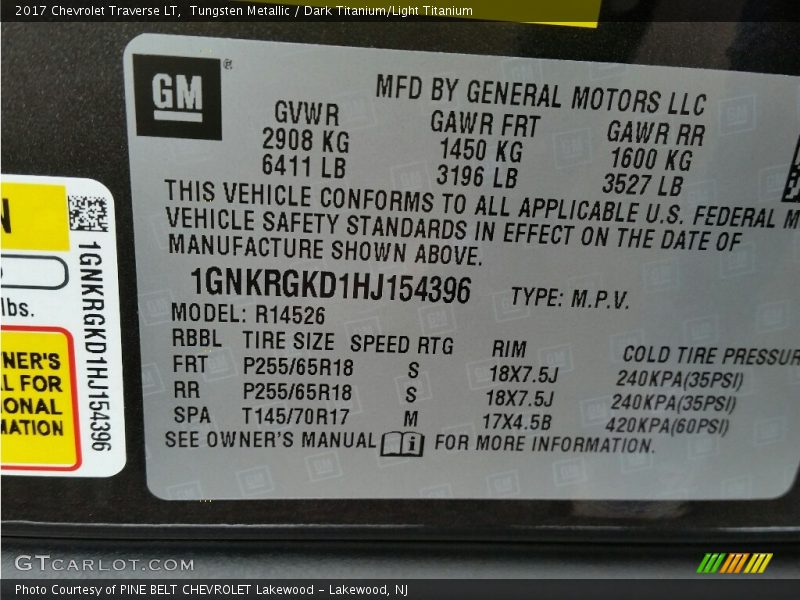 2017 Chevrolet Traverse LT,  Tungsten Metallic / Dark Titanium/Light Titanium
GM ®
MFD BY GENERAL MOTORS LLC
GVWR GAWR FRT GAWR RR
2908 KG 1450 KG 1600 KG
6411 LB 3196 LB 3527 LB
THIS VEHICLE CONFORMS TO ALL APPLICABLE U.S. FEDERAL M
VEHICLE SAFETY STANDARDS IN EFFECT ON THE DATE OF
MANUFACTURE SHOWN ABOVE.
1GNKRGKD1HJ154396 TYPE: M.P.V.
MODEL: R14526
RBBL TIRE SIZE SPEED RTG RIM COLD TIRE PRESSUR
FRT P255/65R18 S 18X7.5J 240KPA(35PSI)
RR P255/65R18 S 18X7.5J 240KPA(35PSI)
SPA T145/70R17 M 17X4.5B 420KPA(60PSI)
SEE OWNER'S MANUAL i FOR MORE INFORMATION.
N
lbs.
NER'S
L FOR
IONAL
MATION
1GNKRGKD1HJ154396
GTCARLOT.COM
Photo Courtesy of PINE BELT CHEVROLET Lakewood - Lakewood, NJ